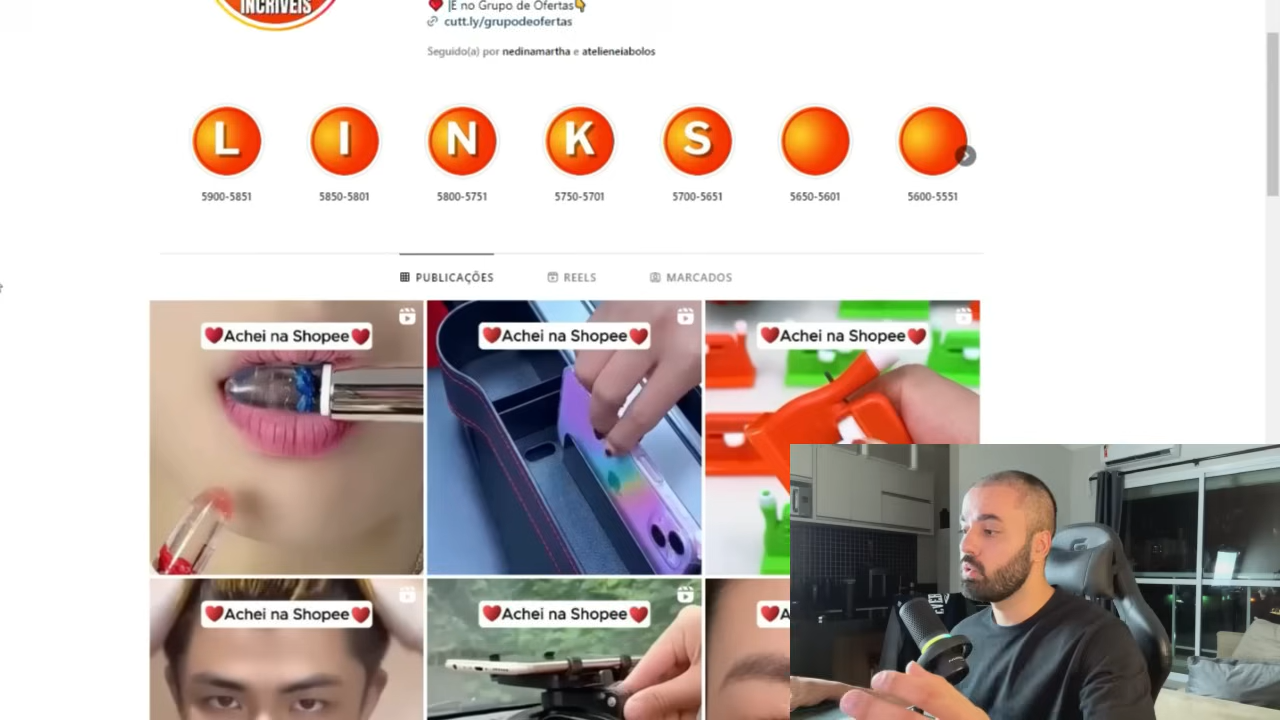 INCRÍVEIS
❤️ |E no Grupo de Ofertas👇
cutt.ly/grupodeofertas
Seguido(a) por nedinamartha e atelieneiabolos
L I N K S
5900-5851 5850-5801 5800-5751 5750-5701 5700-5651 5650-5601 5600-5551
PUBLICAÇÕES REELS MARCADOS
❤️Achei na Shopee❤️ ❤️Achei na Shopee❤️ ❤️Achei na Shopee❤️
❤️Achei na Shopee❤️ ❤️Achei na Shopee❤️ ❤️A